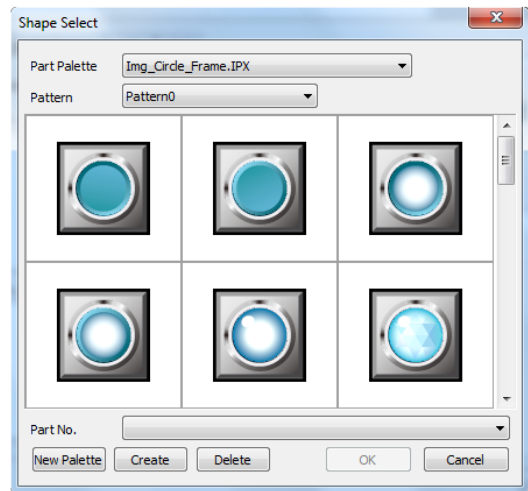 Shape Select
Part Palette Img_Circle_Frame.IPX
Pattern Pattern0
Part No.
New Palette Create Delete OK Cancel